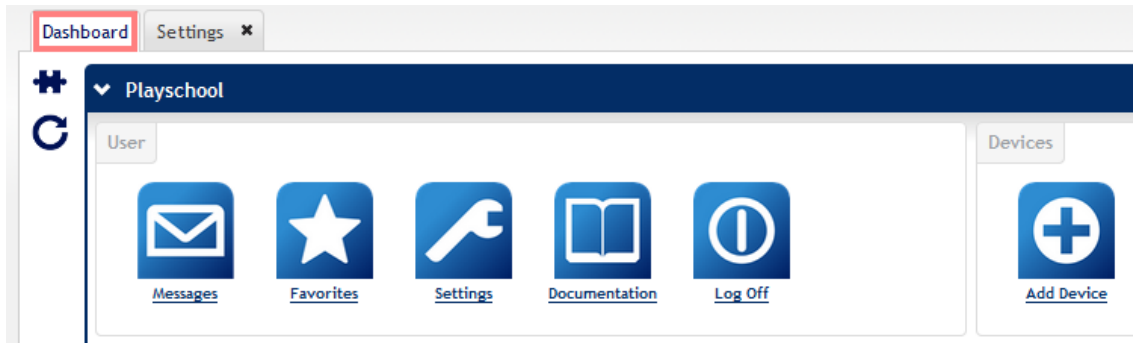 Dashboard Settings
Playschool
User Devices
Messages Favorites Settings Documentation Log Off Add Device